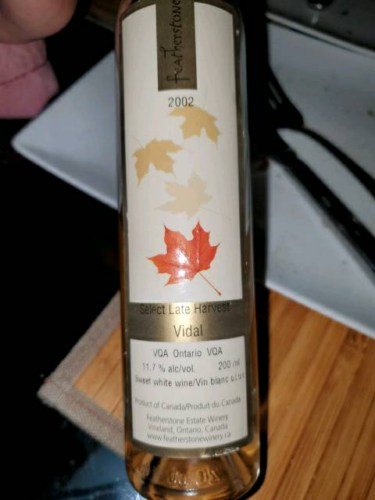 Featherstone
2002
Select Late Harvest
Vidal
VQA Ontario VQA
11.7 % alc/vol. 200 ml
Sweet white wine/Vin blanc
Product of Canada/Produit du Canada
Featherstone Estate Winery
Vineland, Ontario, Canada
www.featherstonewinery.ca